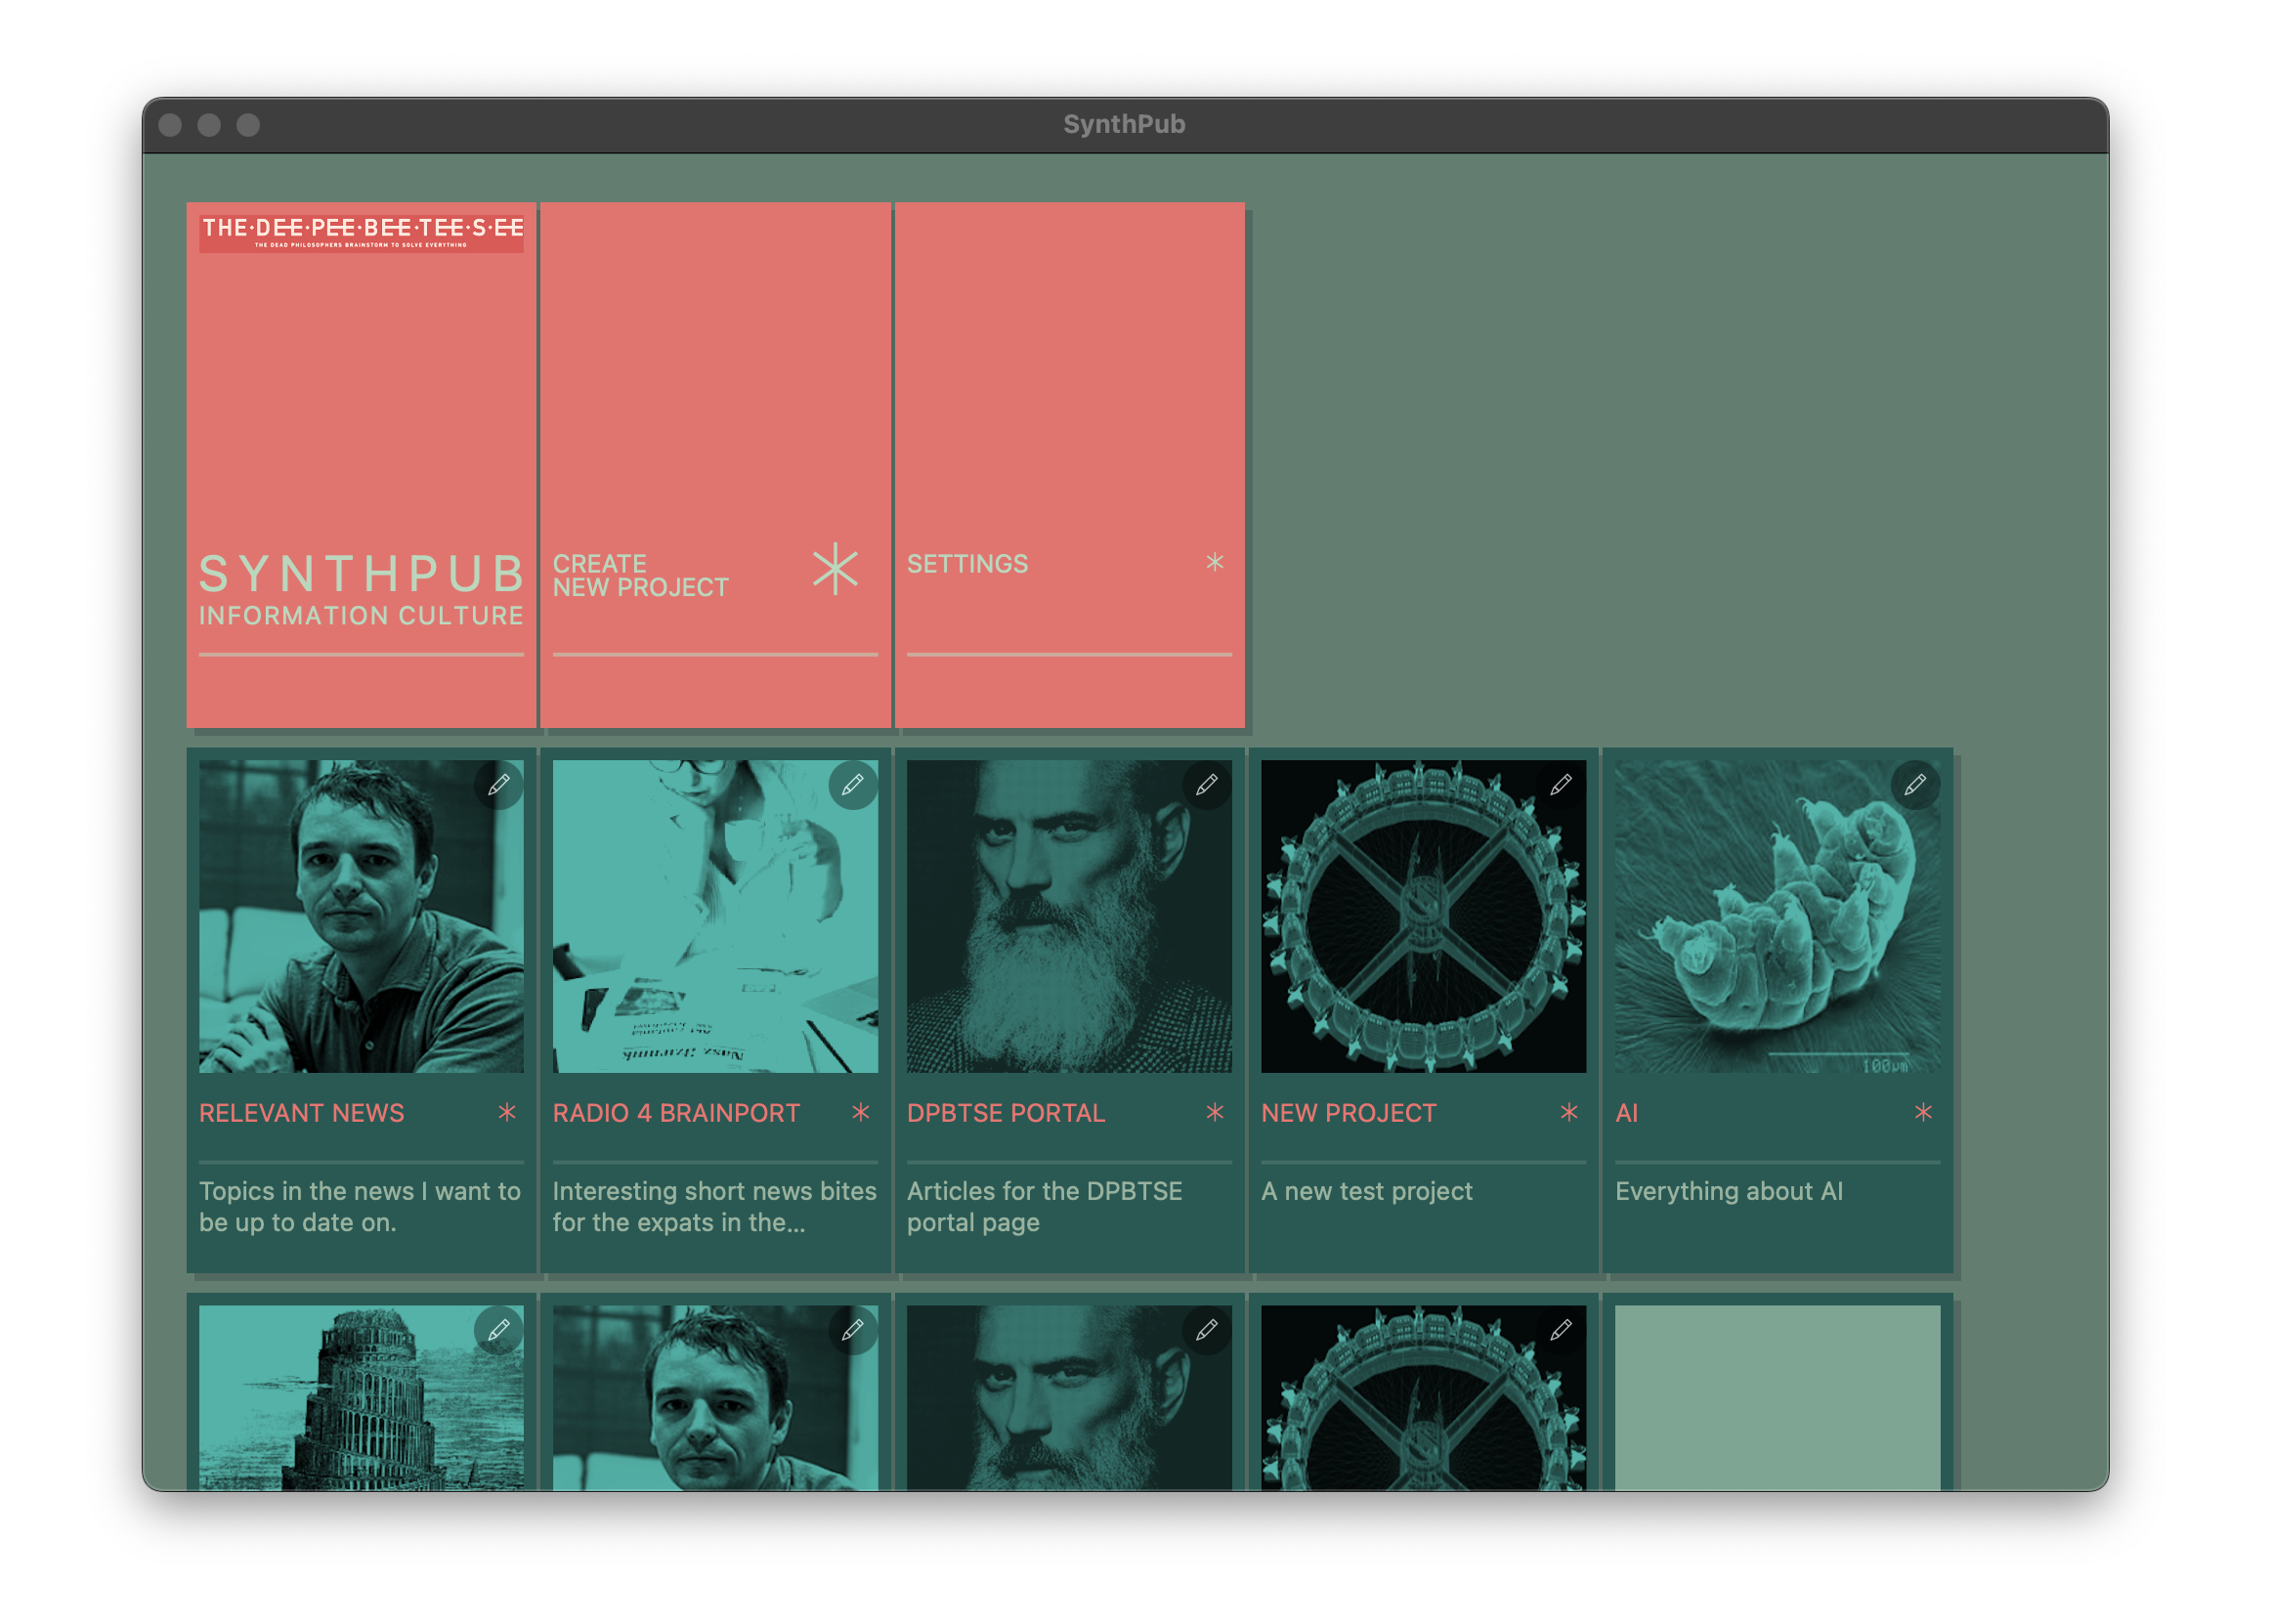 SynthPub
THE·DEE·PEE·BEE·TEE·S·EE
THE DEAD PHILOSOPHERS BRAINSTORM TO SOLVE EVERYTHING
SYNTHPUB
INFORMATION CULTURE
CREATE
NEW PROJECT
SETTINGS
100µm
RELEVANT NEWS
Topics in the news I want to
be up to date on.
RADIO 4 BRAINPORT
Interesting short news bites
for the expats in the...
DPBTSE PORTAL
Articles for the DPBTSE
portal page
NEW PROJECT
A new test project
AI
Everything about AI